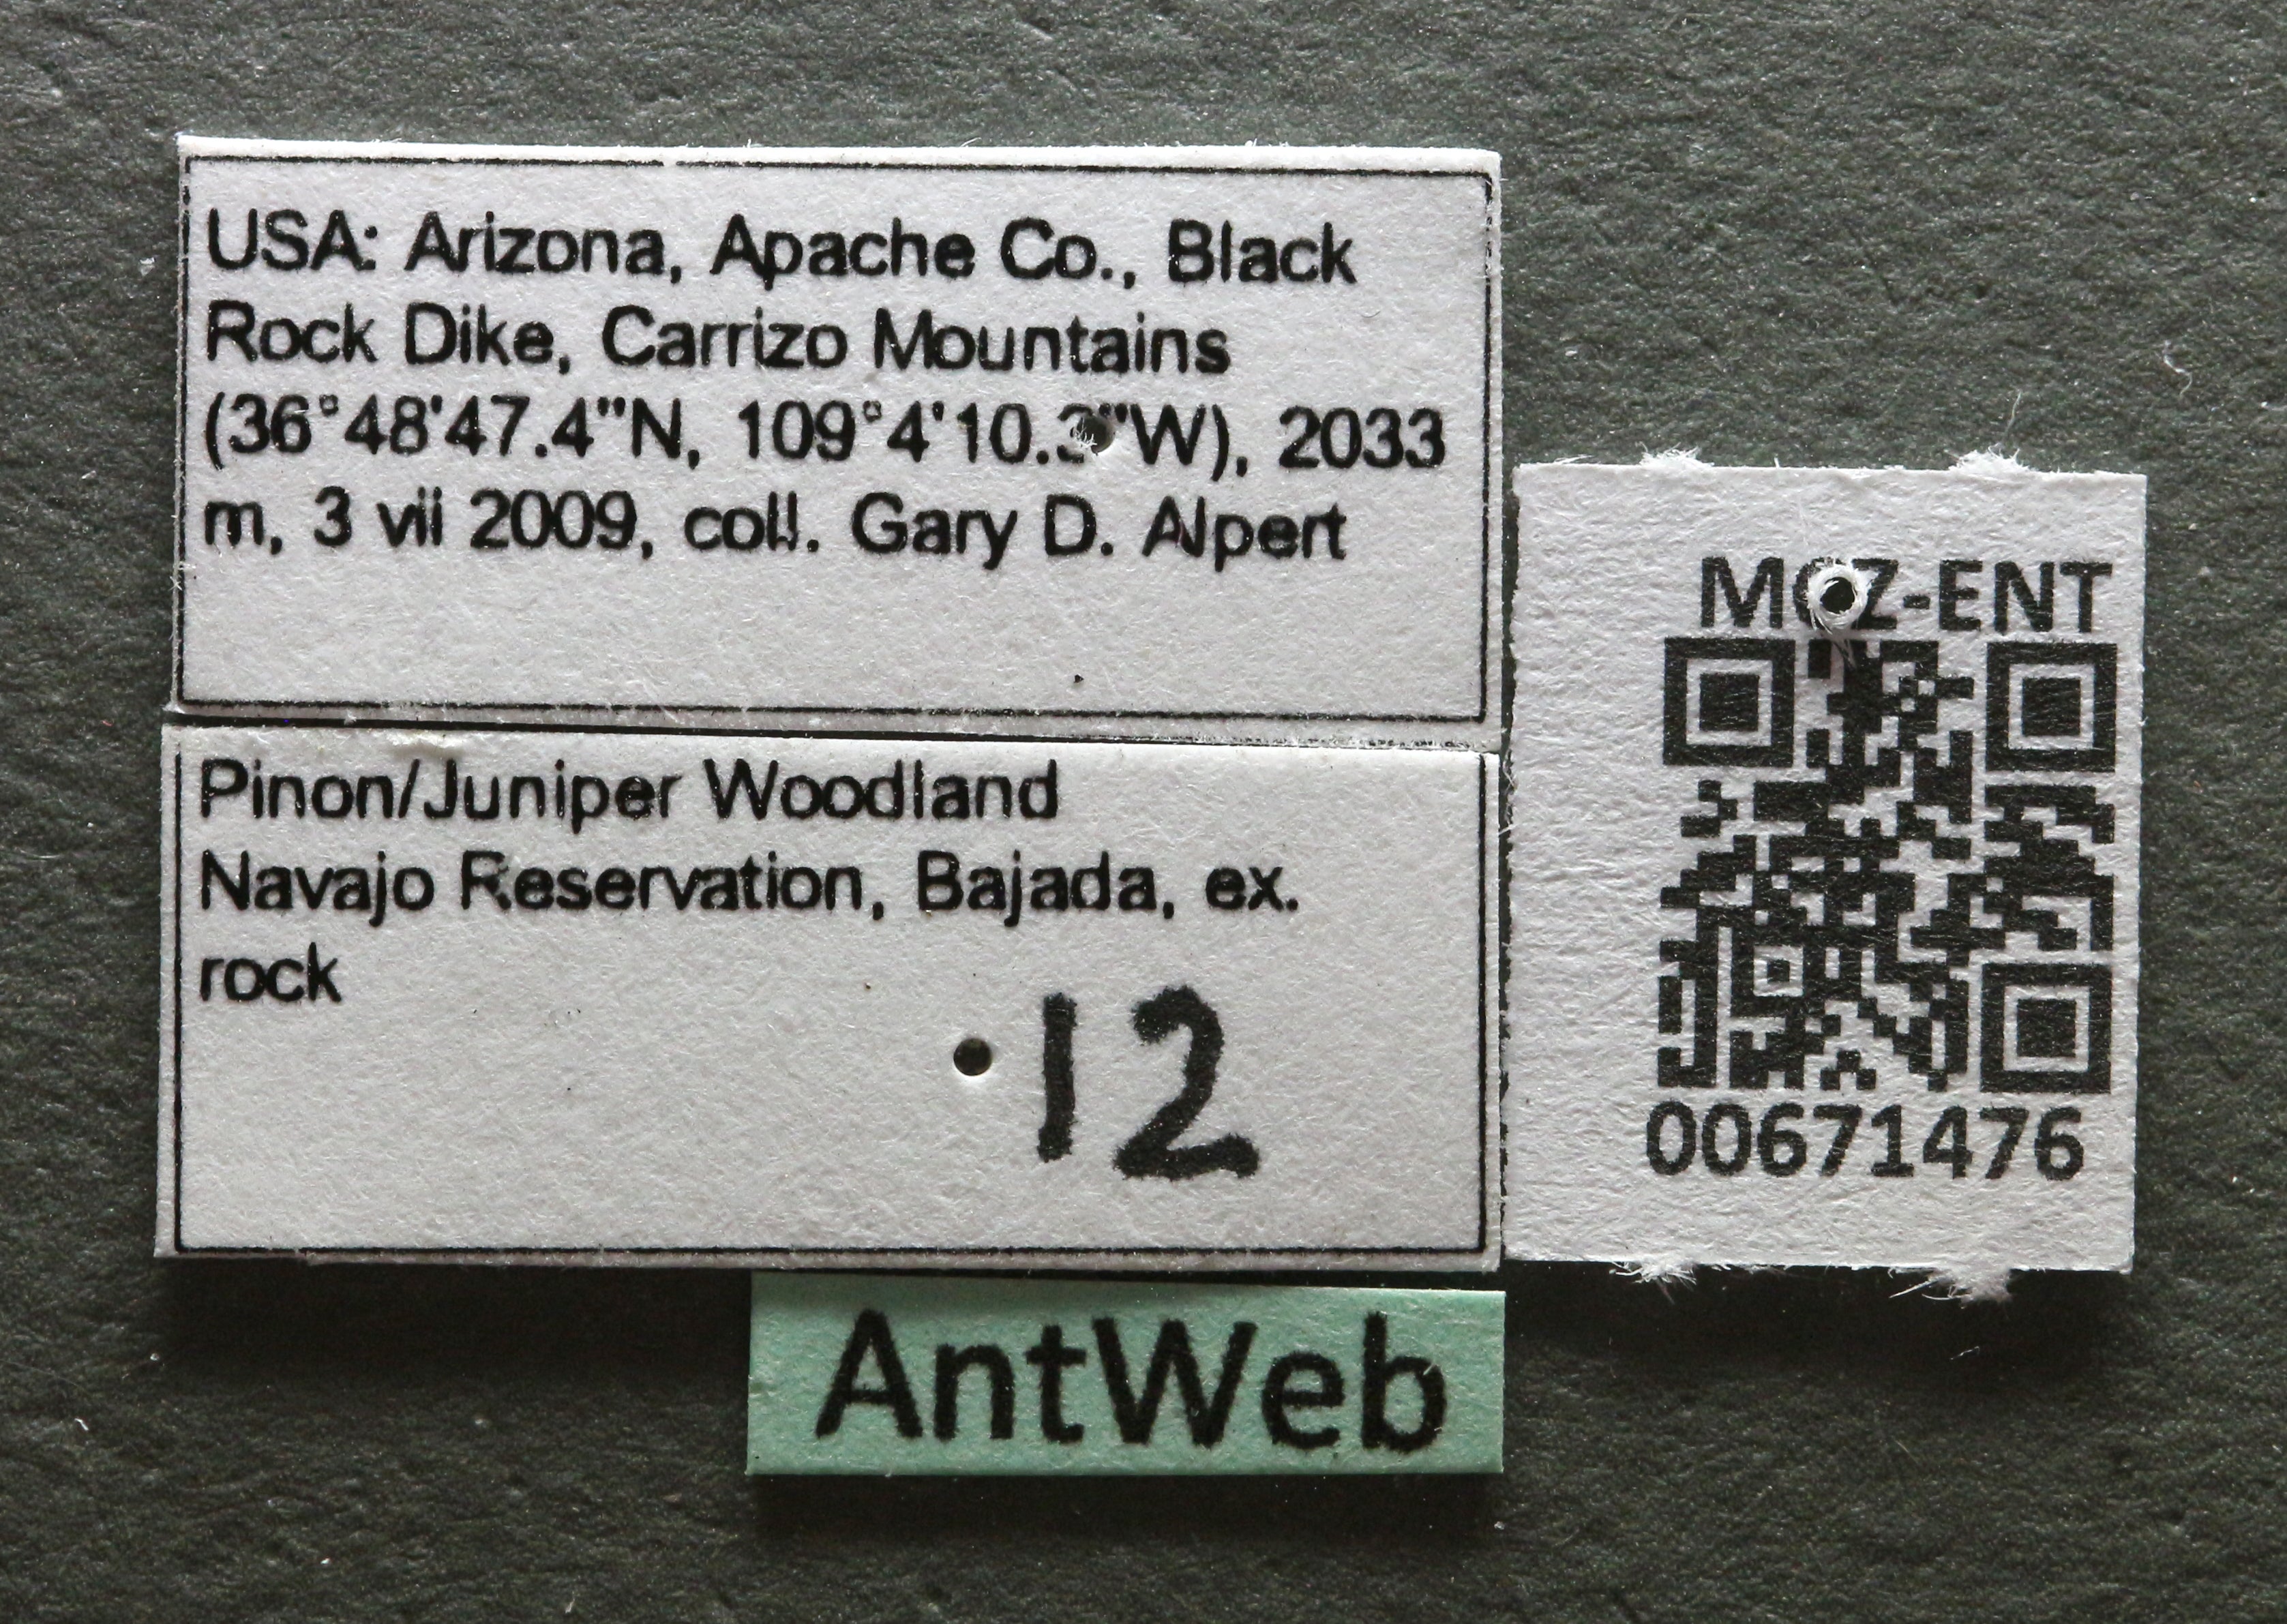 USA: Arizona, Apache Co., Black
Rock Dike, Carrizo Mountains
(36°48'47.4"N, 109°4'10.3"W), 2033
m, 3 vii 2009, coll. Gary D. Alpert
Pinon/Juniper Woodland
Navajo Reservation, Bajada, ex.
rock
12
AntWeb
MCZ-ENT
00671476